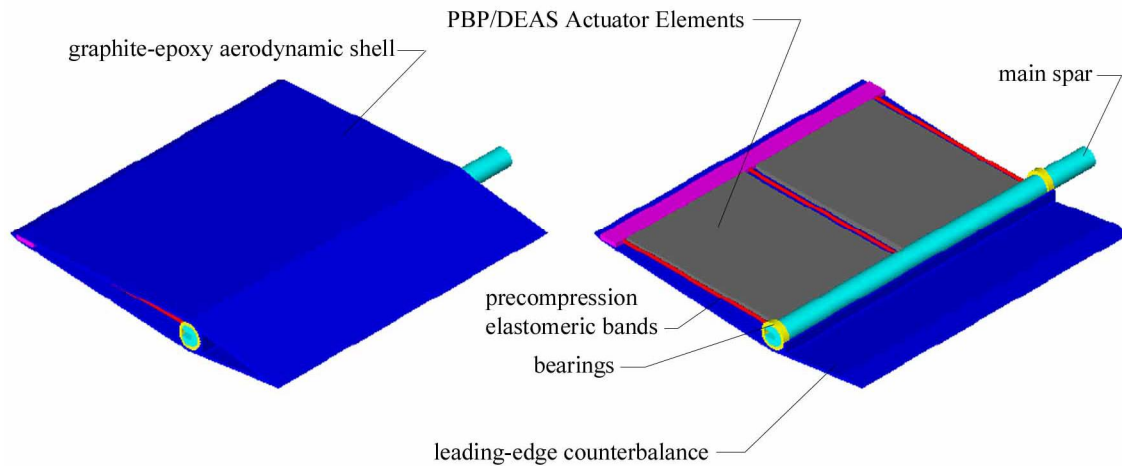 PBP/DEAS Actuator Elements
graphite-epoxy aerodynamic shell
main spar
precompression
elastomeric bands
bearings
leading-edge counterbalance